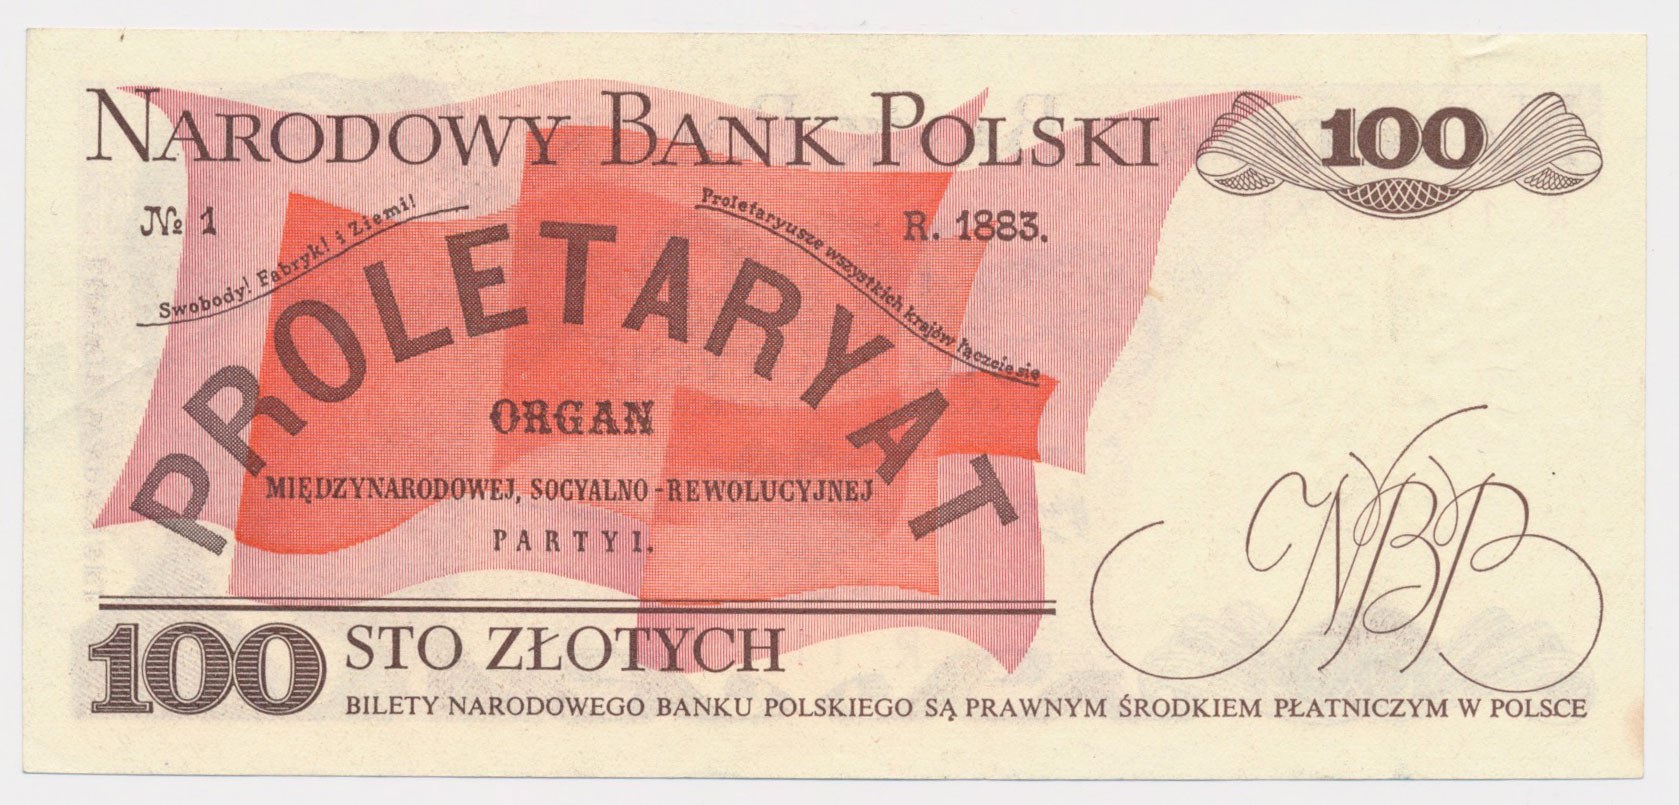 NARODOWY BANK POLSKI
100
№ 1
R. 1883.
Swobody! Fabryk! i Ziemi!
Proletaryusze wszystkich krajów łączcie się
PROLETARYAT
ORGAN
MIĘDZYNARODOWEJ, SOCYALNO-REWOLUCYJNEJ
PARTYI.
NBP
100 STO ZŁOTYCH
BILETY NARODOWEGO BANKU POLSKIEGO SĄ PRAWNYM ŚRODKIEM PŁATNICZYM W POLSCE